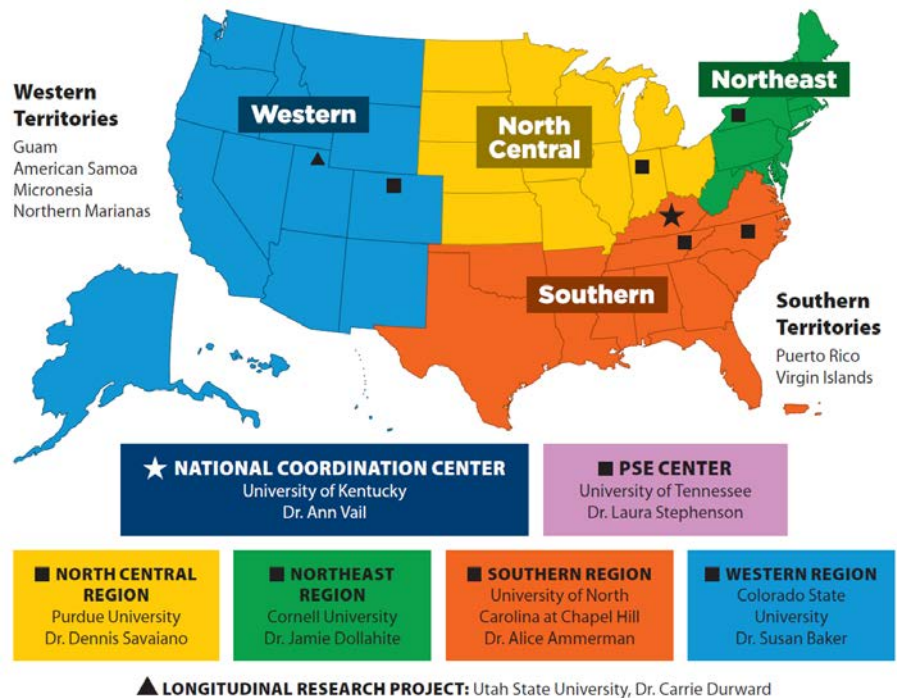 Western
Territories
Guam
American Samoa
Micronesia
Northern Marianas
Western
North
Central
Northeast
Southern
Southern
Territories
Puerto Rico
Virgin Islands
NATIONAL COORDINATION CENTER
University of Kentucky
Dr. Ann Vail
PSE CENTER
University of Tennessee
Dr. Laura Stephenson
NORTH CENTRAL
REGION
Purdue University
Dr. Dennis Savaiano
NORTHEAST
REGION
Cornell University
Dr. Jamie Dollahite
SOUTHERN REGION
University of North
Carolina at Chapel Hill
Dr. Alice Ammerman
WESTERN REGION
Colorado State
University
Dr. Susan Baker
LONGITUDINAL RESEARCH PROJECT: Utah State University, Dr. Carrie Durward